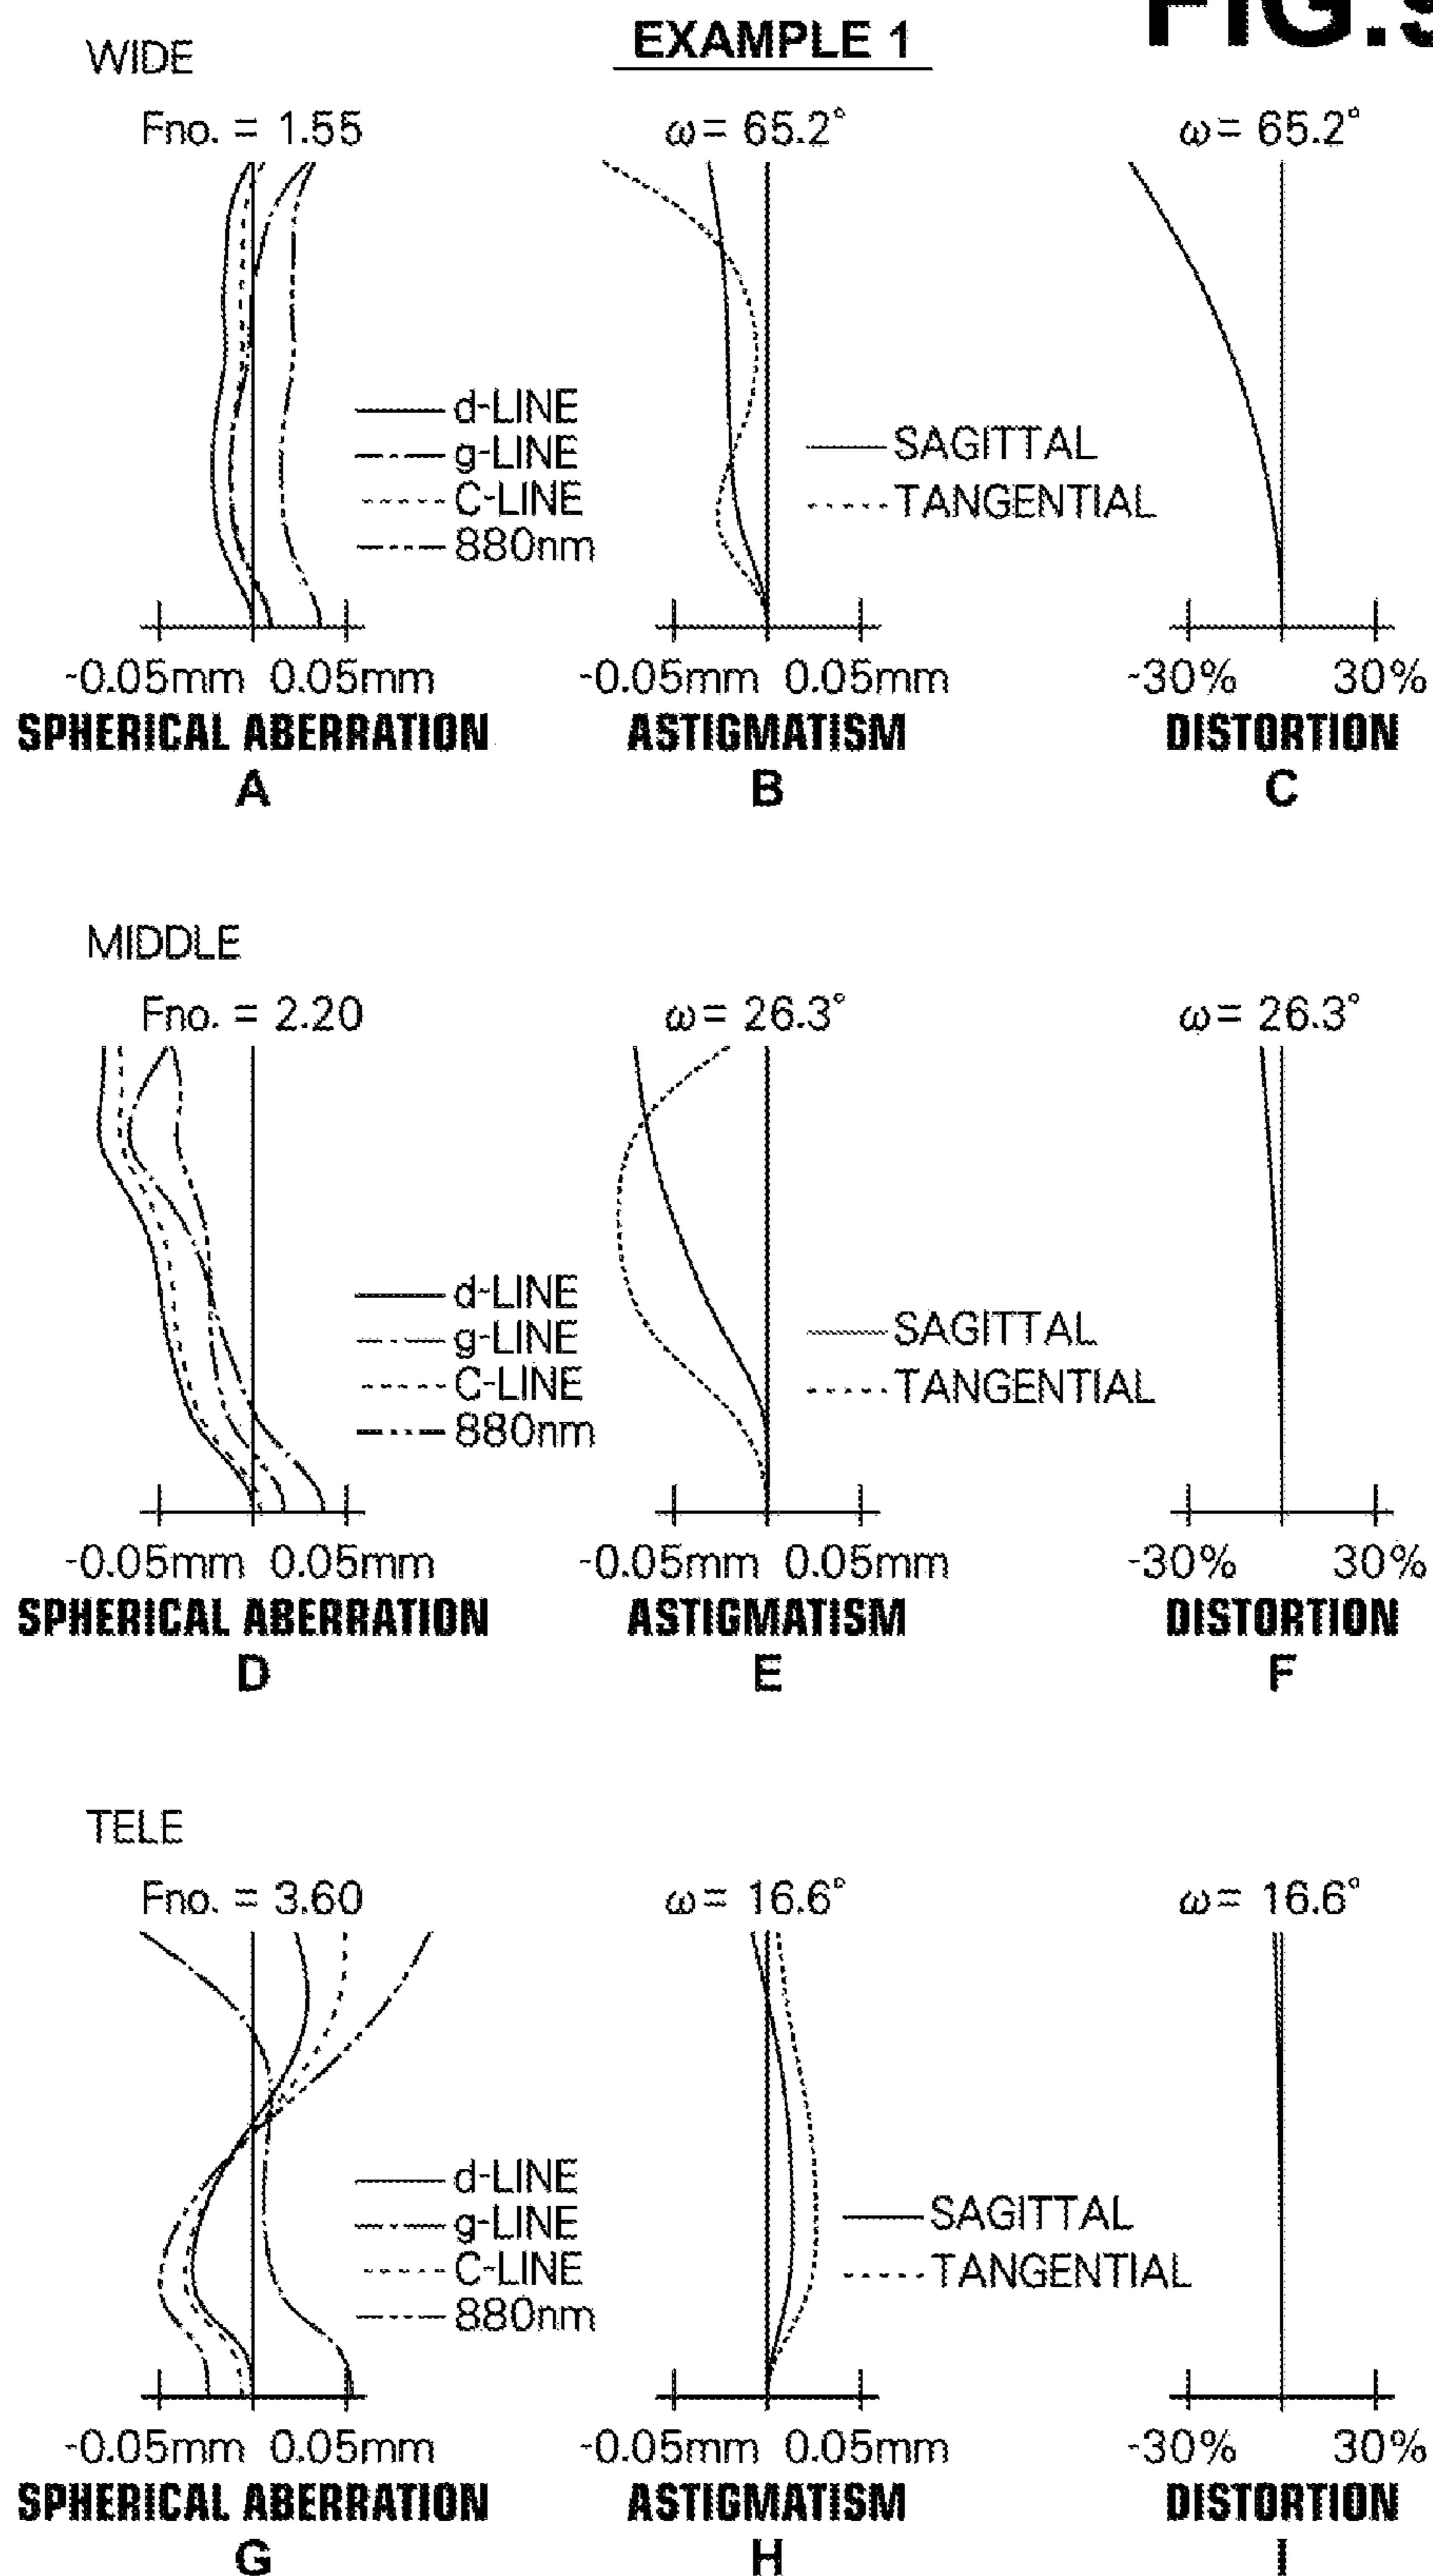 FIG.
EXAMPLE 1
WIDE
Fno. = 1.55
ω= 65.2°
ω= 65.2°
d-LINE
g-LINE
C-LINE
880nm
SAGITTAL
TANGENTIAL
-0.05mm 0.05mm
-0.05mm 0.05mm
-30% 30%
SPHERICAL ABERRATION
ASTIGMATISM
DISTORTION
A
B
C
MIDDLE
Fno. = 2.20
ω= 26.3°
ω= 26.3°
d-LINE
g-LINE
C-LINE
880nm
SAGITTAL
TANGENTIAL
-0.05mm 0.05mm
-0.05mm 0.05mm
-30% 30%
SPHERICAL ABERRATION
ASTIGMATISM
DISTORTION
D
E
F
TELE
Fno. = 3.60
ω= 16.6°
ω= 16.6°
d-LINE
g-LINE
C-LINE
880nm
SAGITTAL
TANGENTIAL
-0.05mm 0.05mm
-0.05mm 0.05mm
-30% 30%
SPHERICAL ABERRATION
ASTIGMATISM
DISTORTION
G
H
I